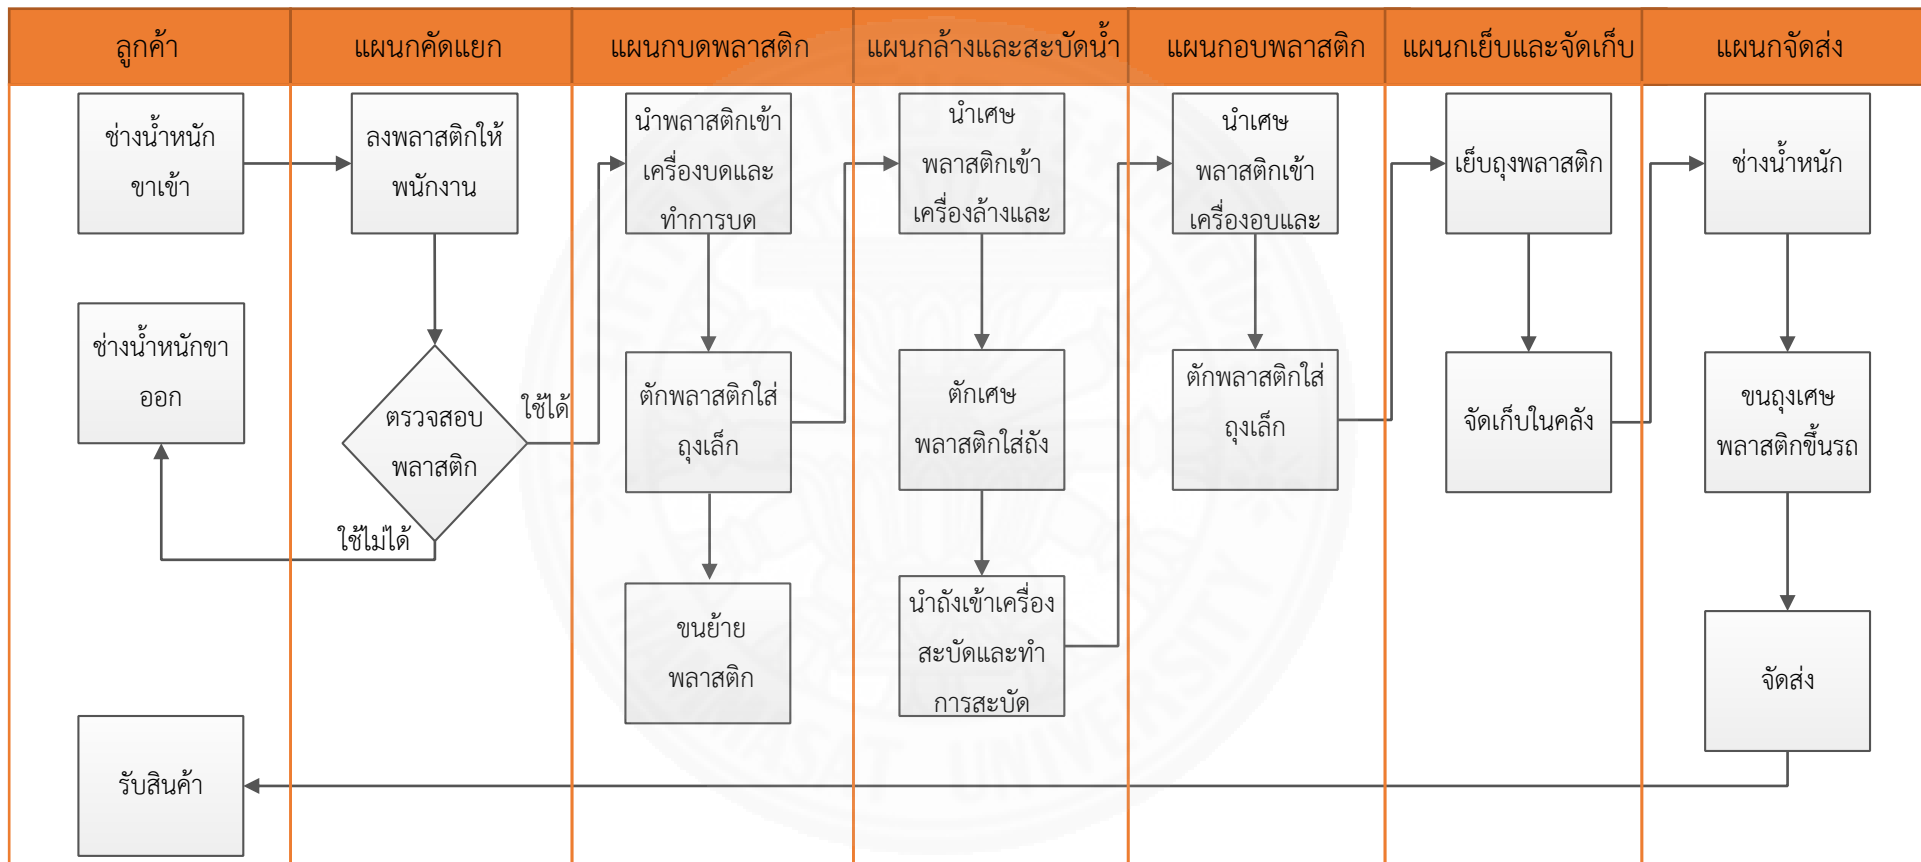 ลูกค้า
แผนกคัดแยก
แผนกบดพลาสติก
แผนกล้างและสะบัดน้ำ
แผนกอบพลาสติก
แผนกเย็บและจัดเก็บ
แผนกจัดส่ง
ช่างน้ำหนัก
ขาเข้า
ช่างน้ำหนักขา
ออก
รับสินค้า
ลงพลาสติกให้
พนักงาน
ตรวจสอบ
พลาสติก
ใช้ได้
ใช้ไม่ได้
นำพลาสติกเข้า
เครื่องบดและ
ทำการบด
ตักพลาสติกใส่
ถุงเล็ก
ขนย้าย
พลาสติก
นำเศษ
พลาสติกเข้า
เครื่องล้างและ
ตักเศษ
พลาสติกใส่ถัง
นำถังเข้าเครื่อง
สะบัดและทำ
การสะบัด
นำเศษ
พลาสติกเข้า
เครื่องอบและ
ตักพลาสติกใส่
ถุงเล็ก
เย็บถุงพลาสติก
จัดเก็บในคลัง
ช่างน้ำหนัก
ขนถุงเศษ
พลาสติกขึ้นรถ
จัดส่ง
THAMMASAT UNIVERSITY